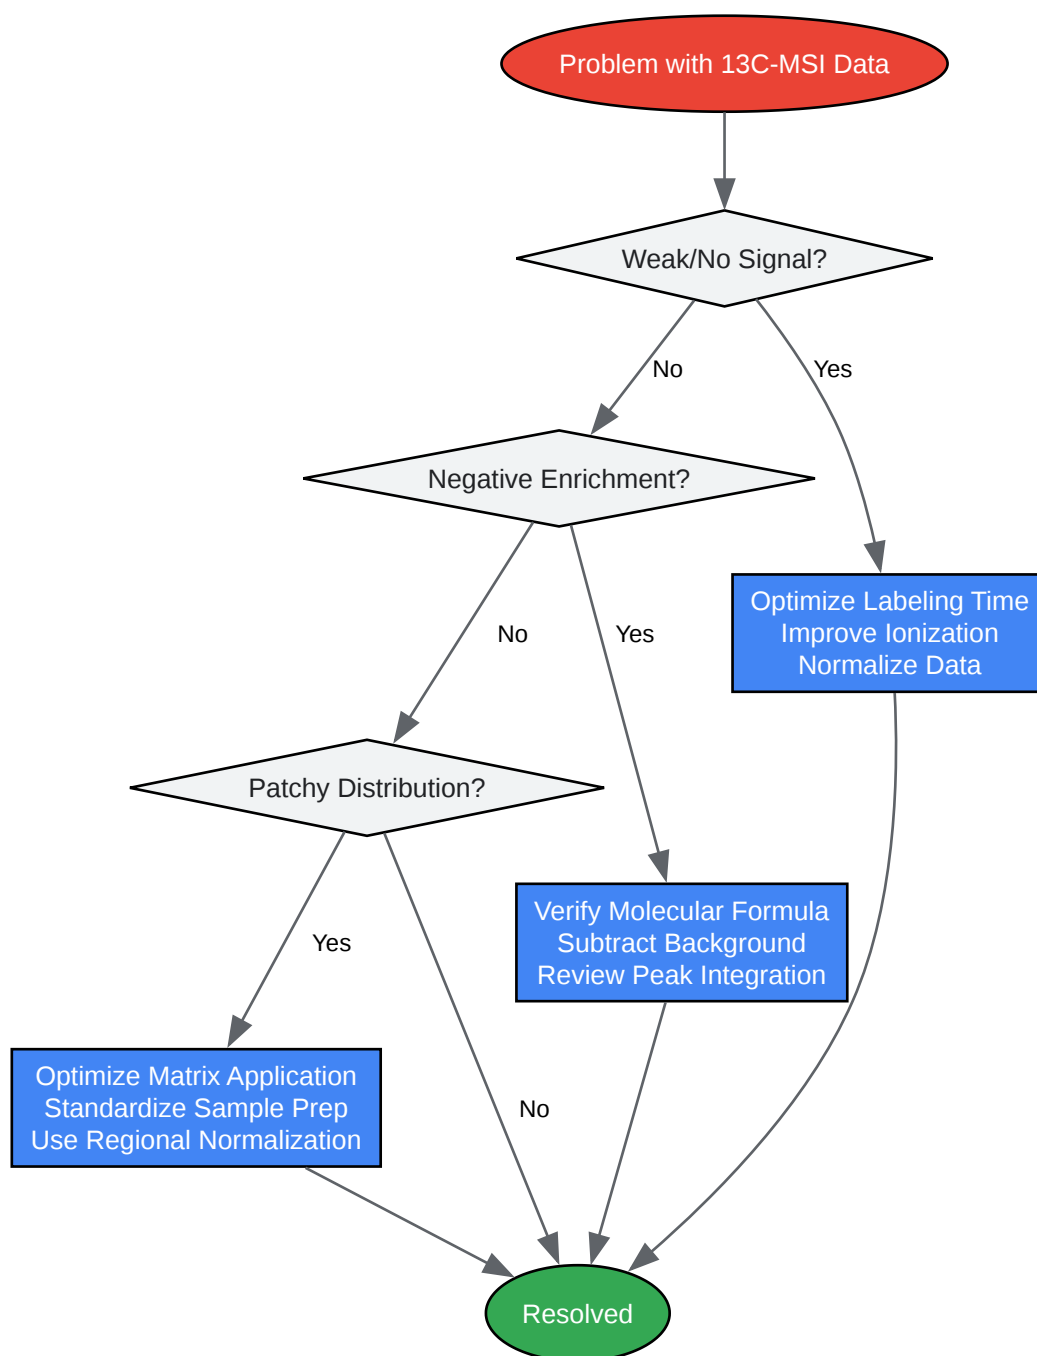 Problem with 13C-MSI Data
Weak/No Signal?
No
Yes
Negative Enrichment?
Optimize Labeling Time
Improve Ionization
Normalize Data
No
Yes
Patchy Distribution?
Verify Molecular Formula
Subtract Background
Review Peak Integration
Yes
Optimize Matrix Application
Standardize Sample Prep
Use Regional Normalization
No
Resolved